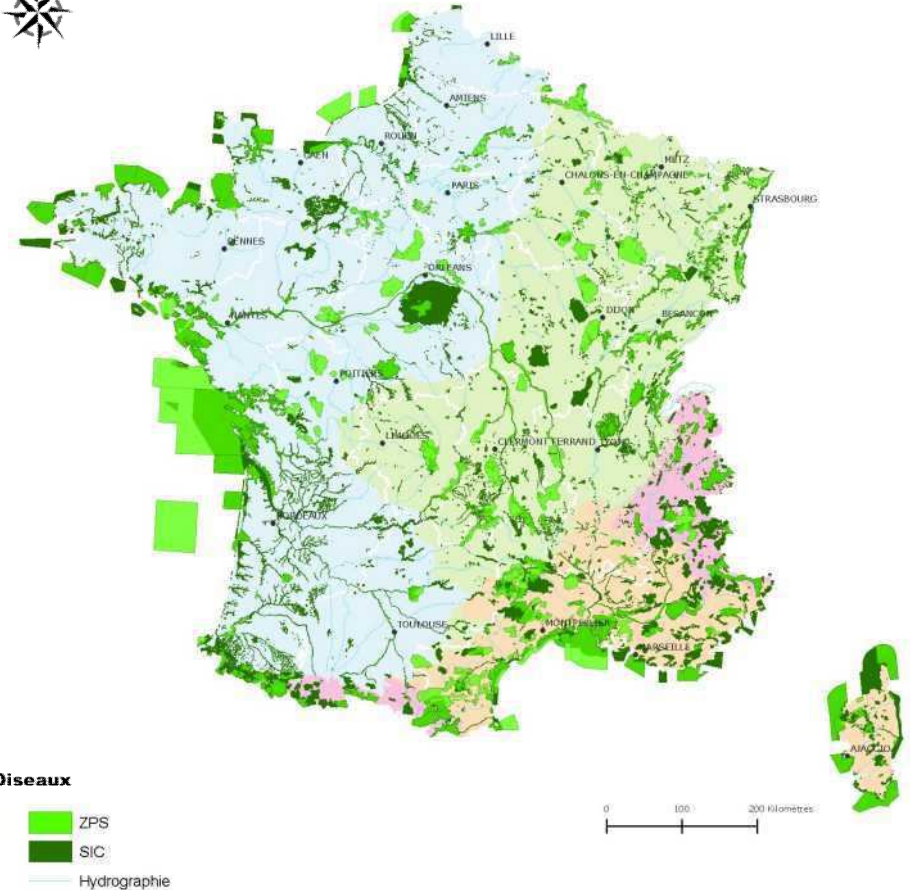 LILLE
AMIENS
ROUEN
CAEN
METZ
CHALONS-EN-CHAMPAGNE
PARIS
STRASBOURG
RENNES
ORLEANS
NANTES
DIJON
BESANCON
POITIERS
LIMOGES
CLERMONT FERRAND
LYON
BORDEAUX
TOULOUSE
MONTPELLIER
MARSEILLE
AJACCIO
Oiseaux
0 100 200 Kilomètres
ZPS
SIC
Hydrographie